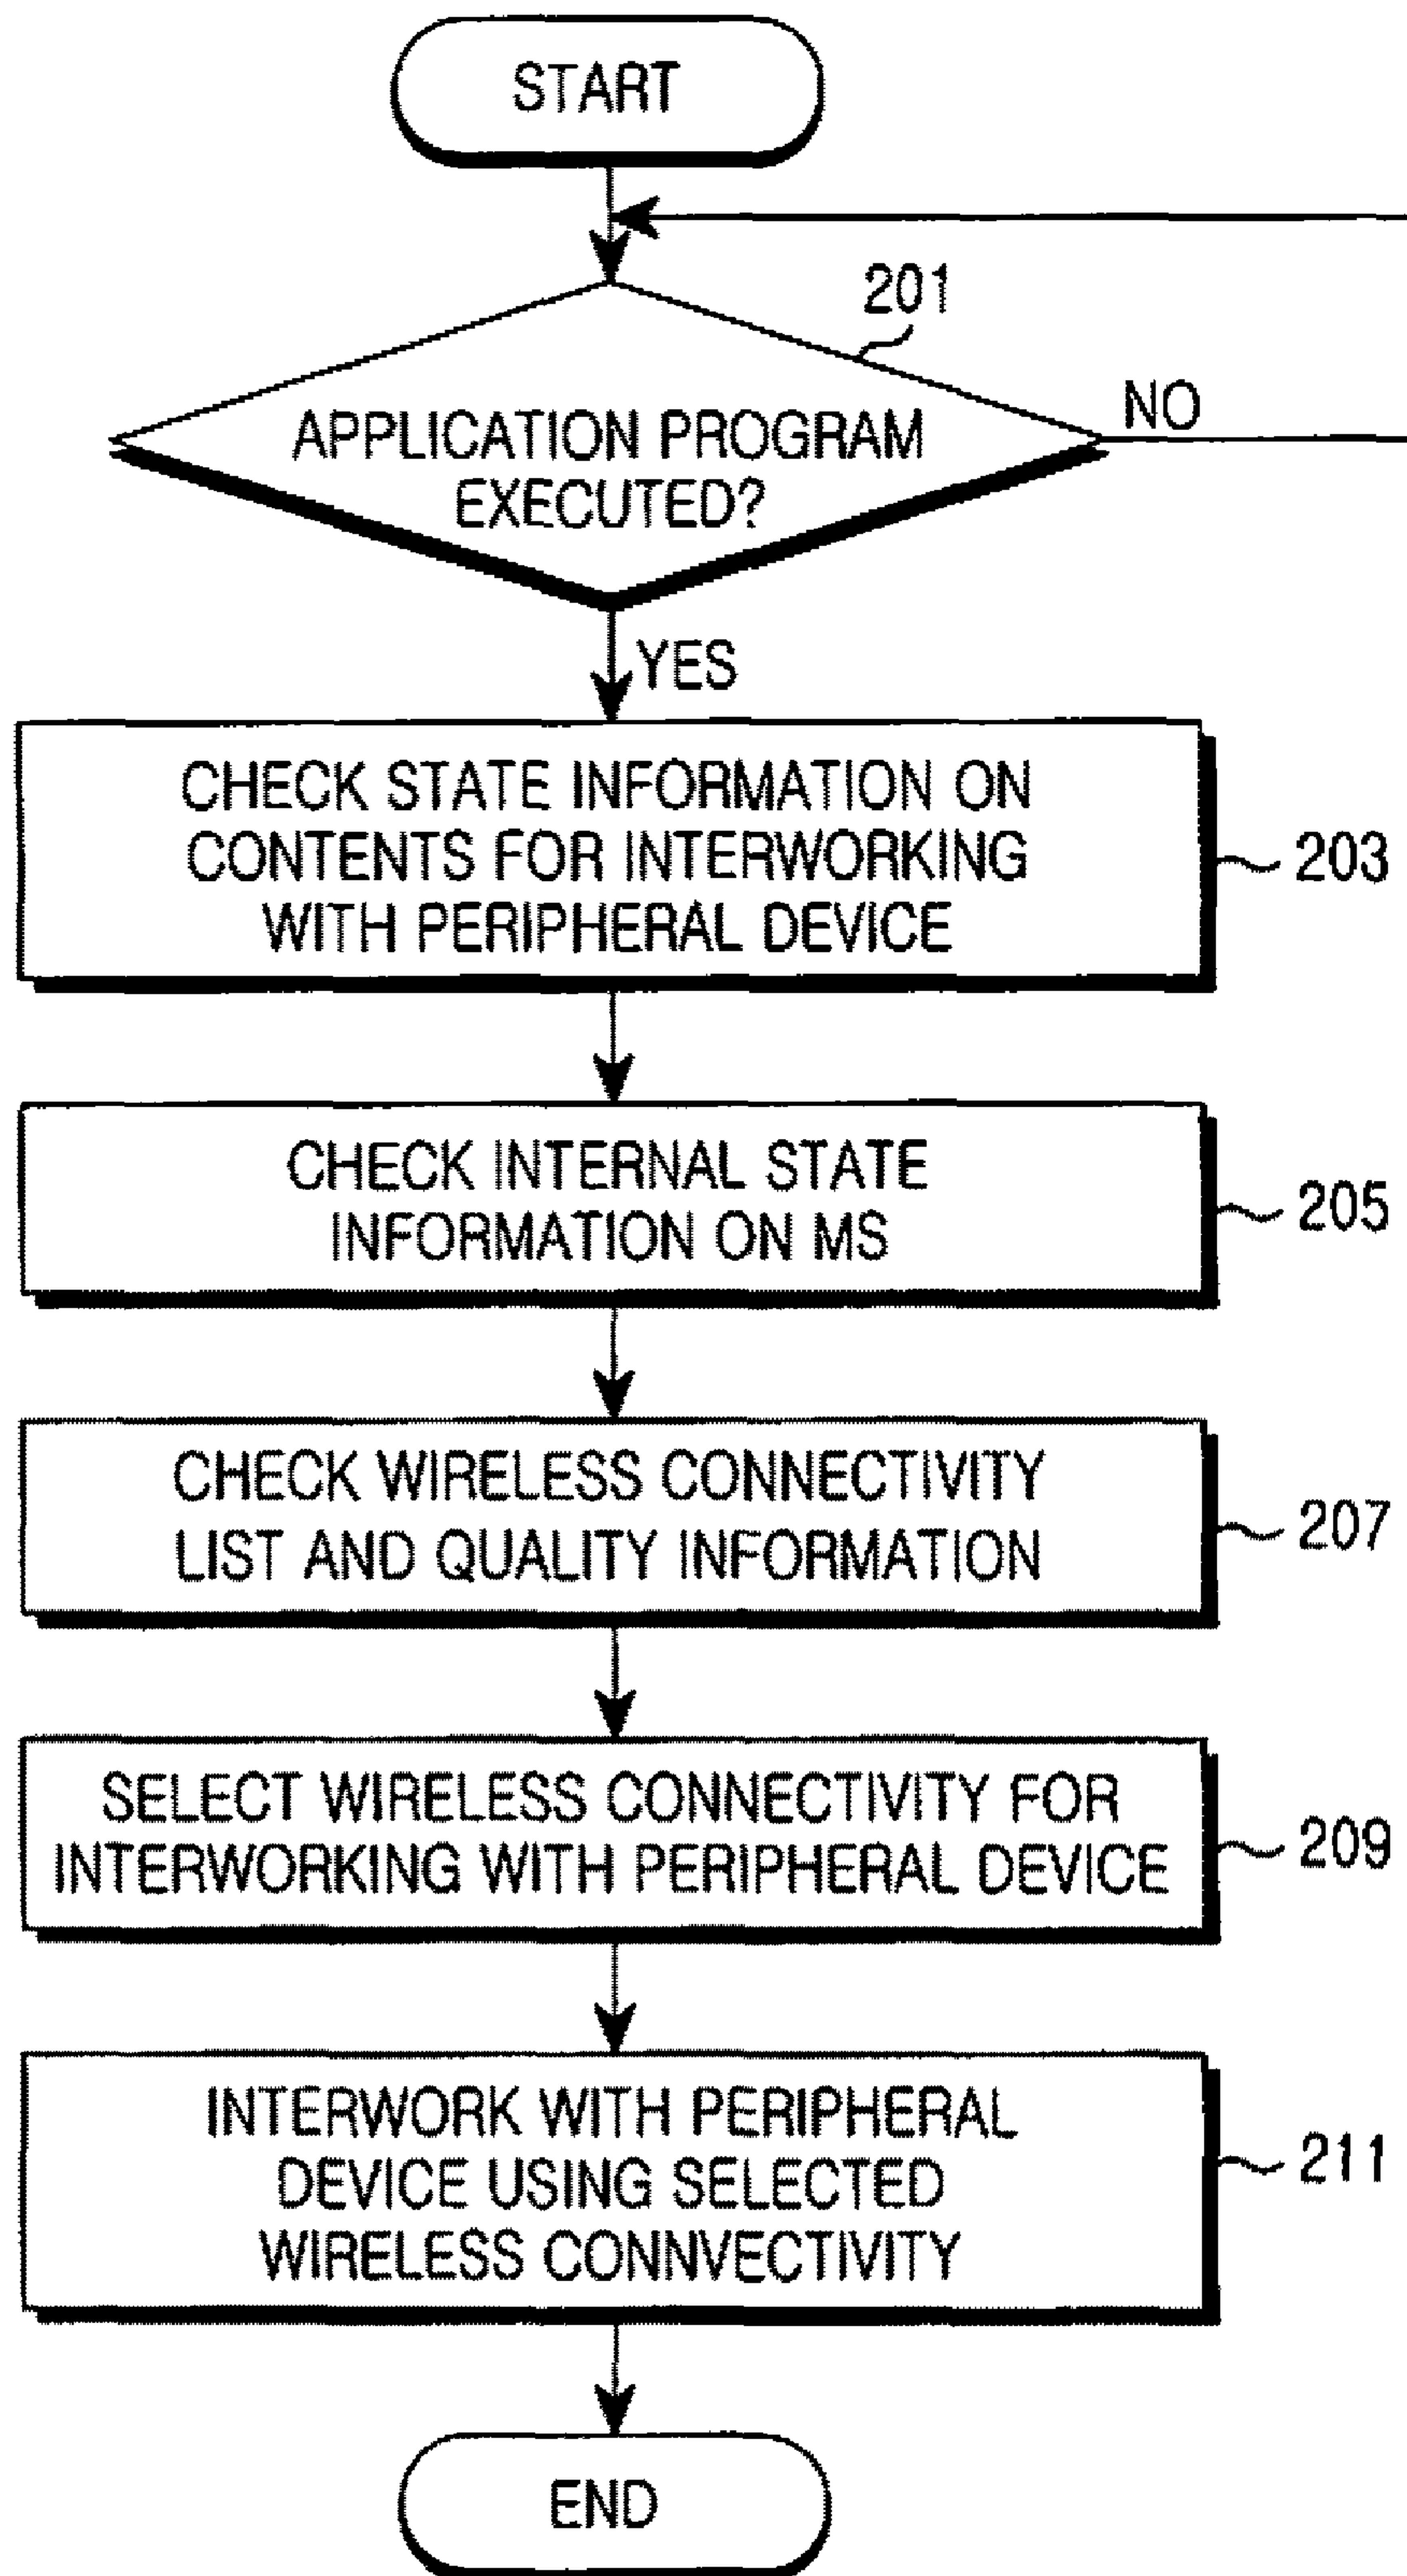 START
201
APPLICATION PROGRAM
EXECUTED?
NO
YES
CHECK STATE INFORMATION ON
CONTENTS FOR INTERWORKING
WITH PERIPHERAL DEVICE
203
CHECK INTERNAL STATE
INFORMATION ON MS
205
CHECK WIRELESS CONNECTIVITY
LIST AND QUALITY INFORMATION
207
SELECT WIRELESS CONNECTIVITY FOR
INTERWORKING WITH PERIPHERAL DEVICE
209
INTERWORK WITH PERIPHERAL
DEVICE USING SELECTED
WIRELESS CONNVECTIVITY
211
END